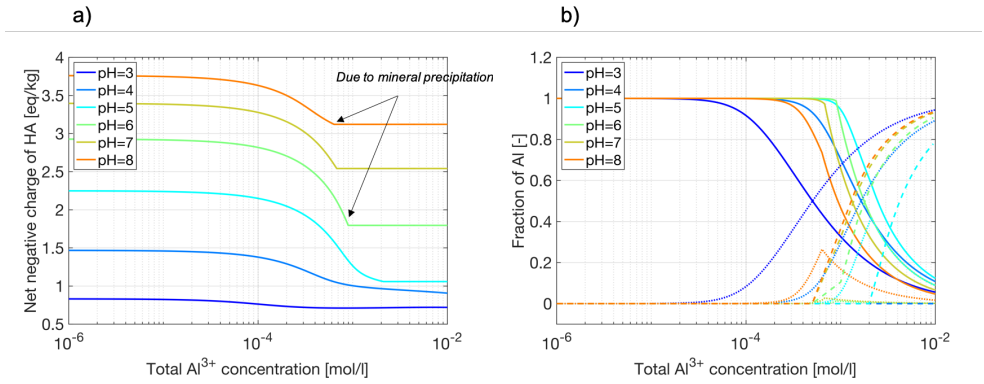 a)
b)
4
3.5
3
2.5
2
1.5
1
0.5
Net negative charge of HA [eq/kg]
pH=3
pH=4
pH=5
pH=6
pH=7
pH=8
Due to mineral precipitation
10-6
10-4
10-2
Total Al3+ concentration [mol/l]
1.2
1
0.8
0.6
0.4
0.2
0
Fraction of Al [-]
pH=3
pH=4
pH=5
pH=6
pH=7
pH=8
10-6
10-4
10-2
Total Al3+ concentration [mol/l]